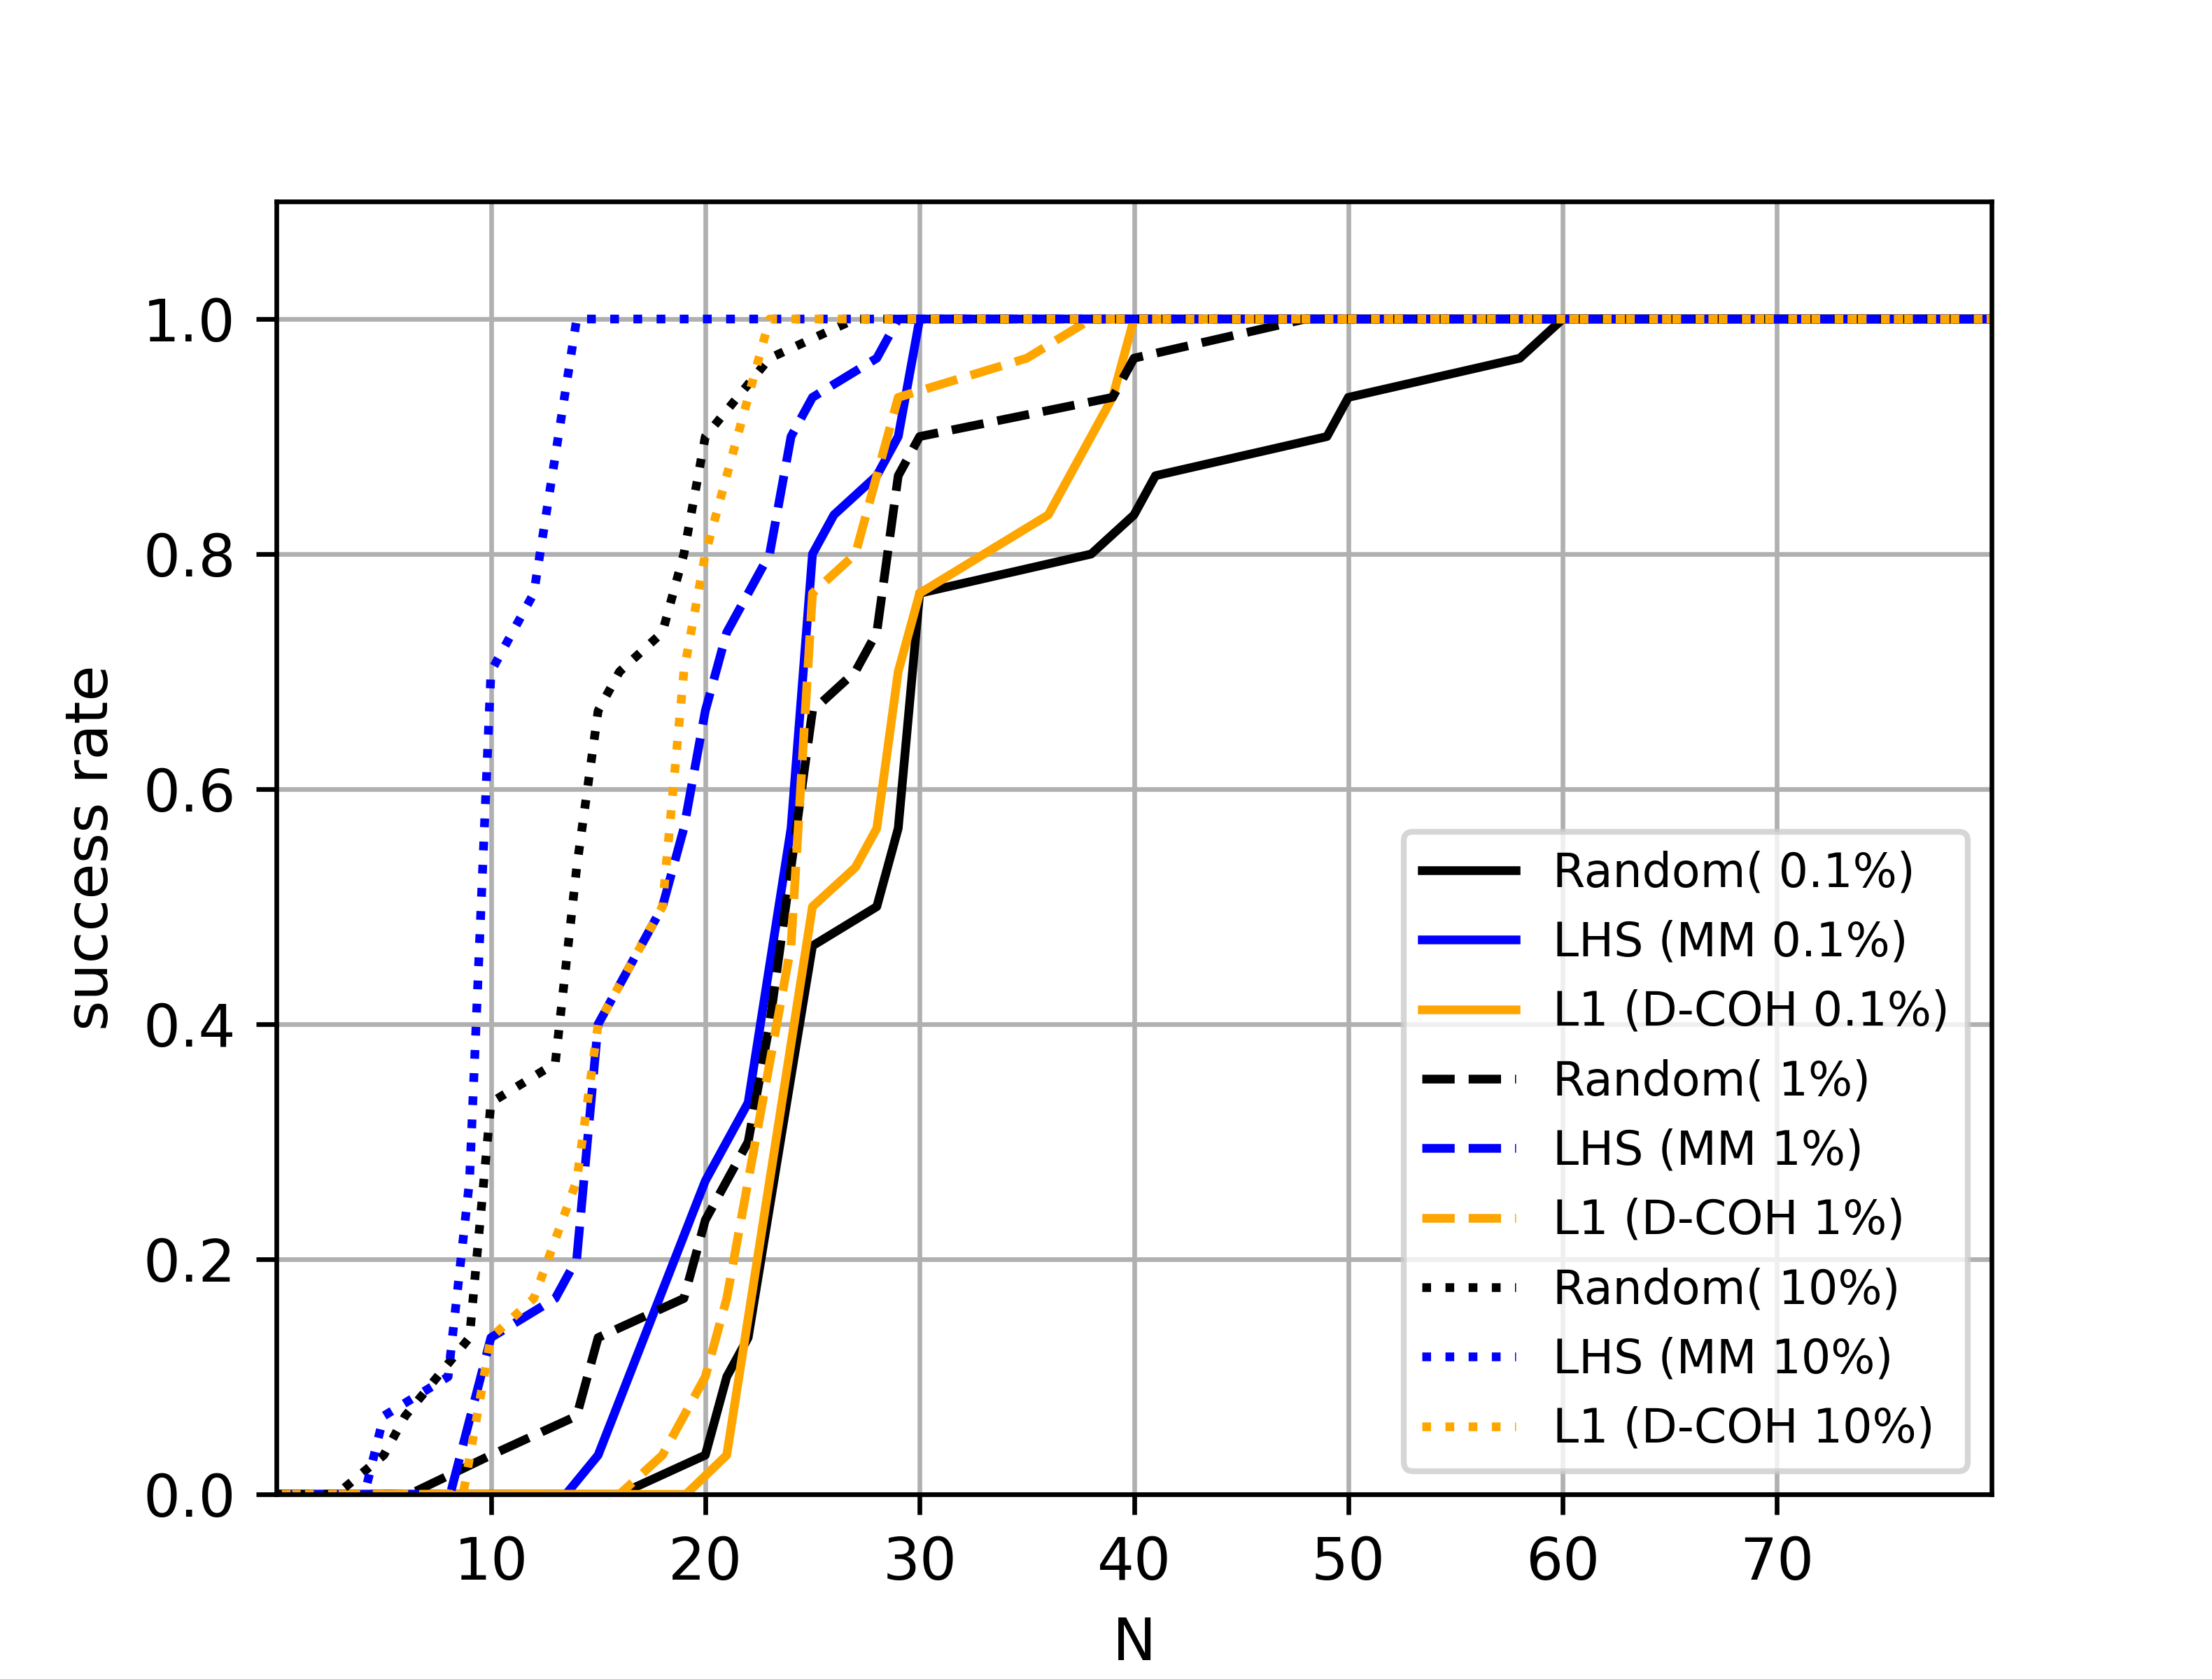 1.0
0.8
0.6
0.4
0.2
0.0
success rate
10 20 30 40 50 60 70
N
Random( 0.1%)
LHS (MM 0.1%)
L1 (D-COH 0.1%)
Random( 1%)
LHS (MM 1%)
L1 (D-COH 1%)
Random( 10%)
LHS (MM 10%)
L1 (D-COH 10%)